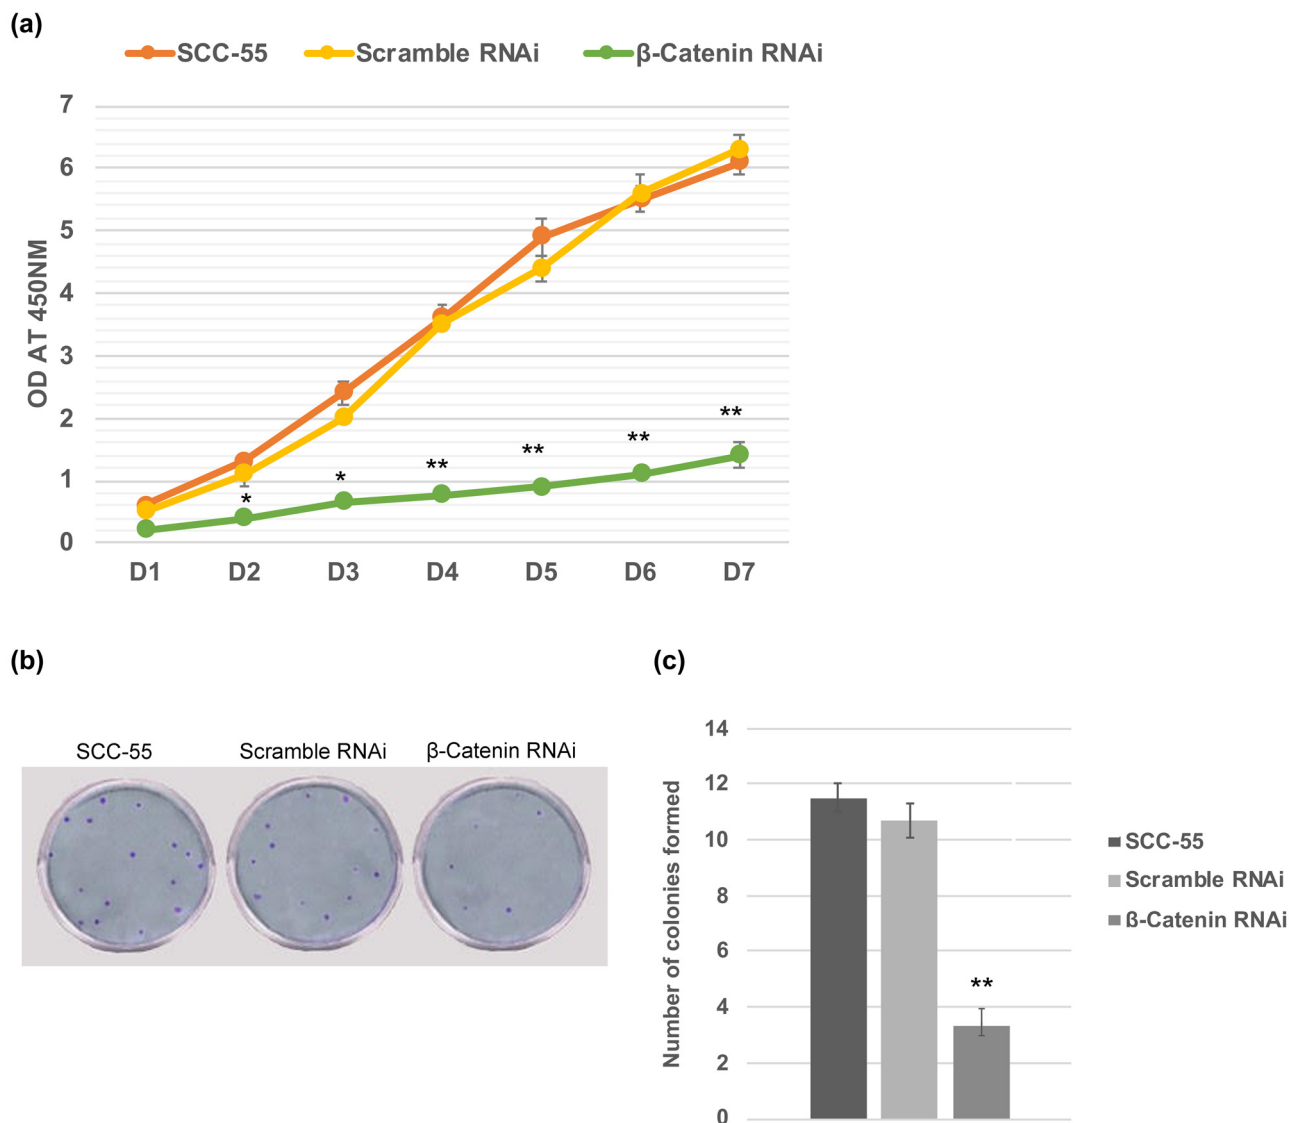 (a)
SCC-55 Scramble RNAi β-Catenin RNAi
7
6
5
4
3
2
1
0
OD AT 450NM
**
**
**
**
*
*
D1 D2 D3 D4 D5 D6 D7
(b)
SCC-55 Scramble RNAi β-Catenin RNAi
(c)
14
12
10
8
6
4
2
0
Number of colonies formed
**
SCC-55
Scramble RNAi
ß-Catenin RNAi